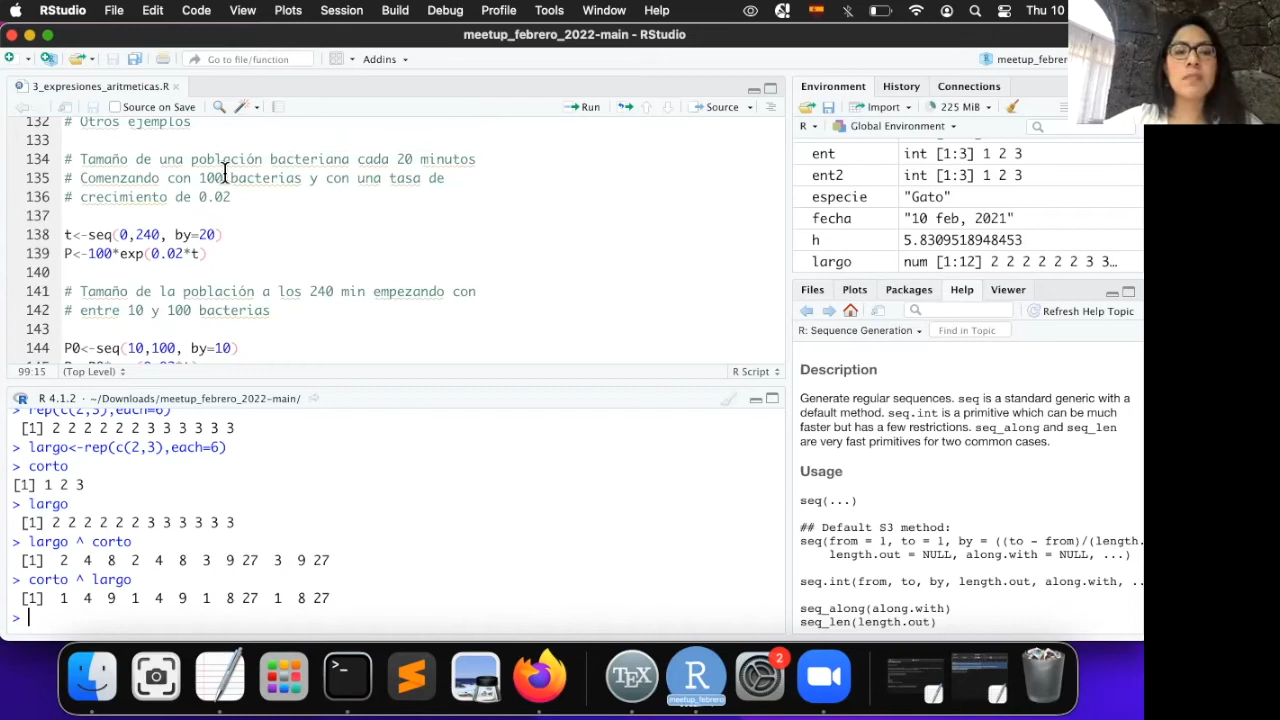 RStudio File Edit Code View Plots Session Build Debug Profile Tools Window Help Thu 10
meetup_febrero_2022-main - RStudio
Go to file/function Addins meetup_febrer
3_expresiones_aritmeticas.R
Source on Save Run Source
132 # Otros ejemplos
133
134 # Tamaño de una población bacteriana cada 20 minutos
135 # Comenzando con 100 bacterias y con una tasa de
136 # crecimiento de 0.02
137
138 t<-seq(0,240, by=20)
139 P<-100*exp(0.02*t)
140
141 # Tamaño de la población a los 240 min empezando con
142 # entre 10 y 100 bacterias
143
144 P0<-seq(10,100, by=10)
99:15 (Top Level) R Script
R 4.1.2 · ~/Downloads/meetup_febrero_2022-main/
> rep(c(2,3),each=6)
[1] 2 2 2 2 2 2 3 3 3 3 3 3
> largo<-rep(c(2,3),each=6)
> corto
[1] 1 2 3
> largo
[1] 2 2 2 2 2 2 3 3 3 3 3 3
> largo ^ corto
[1] 2 4 8 2 4 8 3 9 27 3 9 27
> corto ^ largo
[1] 1 4 9 1 4 9 1 8 27 1 8 27
>
Environment History Connections
Import 225 MiB
R Global Environment
ent int [1:3] 1 2 3
ent2 int [1:3] 1 2 3
especie "Gato"
fecha "10 feb, 2021"
h 5.8309518948453
largo num [1:12] 2 2 2 2 2 2 3 3…
Files Plots Packages Help Viewer
Refresh Help Topic
R: Sequence Generation Find in Topic
Description
Generate regular sequences. seq is a standard generic with a
default method. seq.int is a primitive which can be much
faster but has a few restrictions. seq_along and seq_len
are very fast primitives for two common cases.
Usage
seq(...)
## Default S3 method:
seq(from = 1, to = 1, by = ((to - from)/(length.
length.out = NULL, along.with = NULL, ...)
seq.int(from, to, by, length.out, along.with, ..
seq_along(along.with)
seq_len(length.out)
>_
TEX
R
2
meetup_febrero